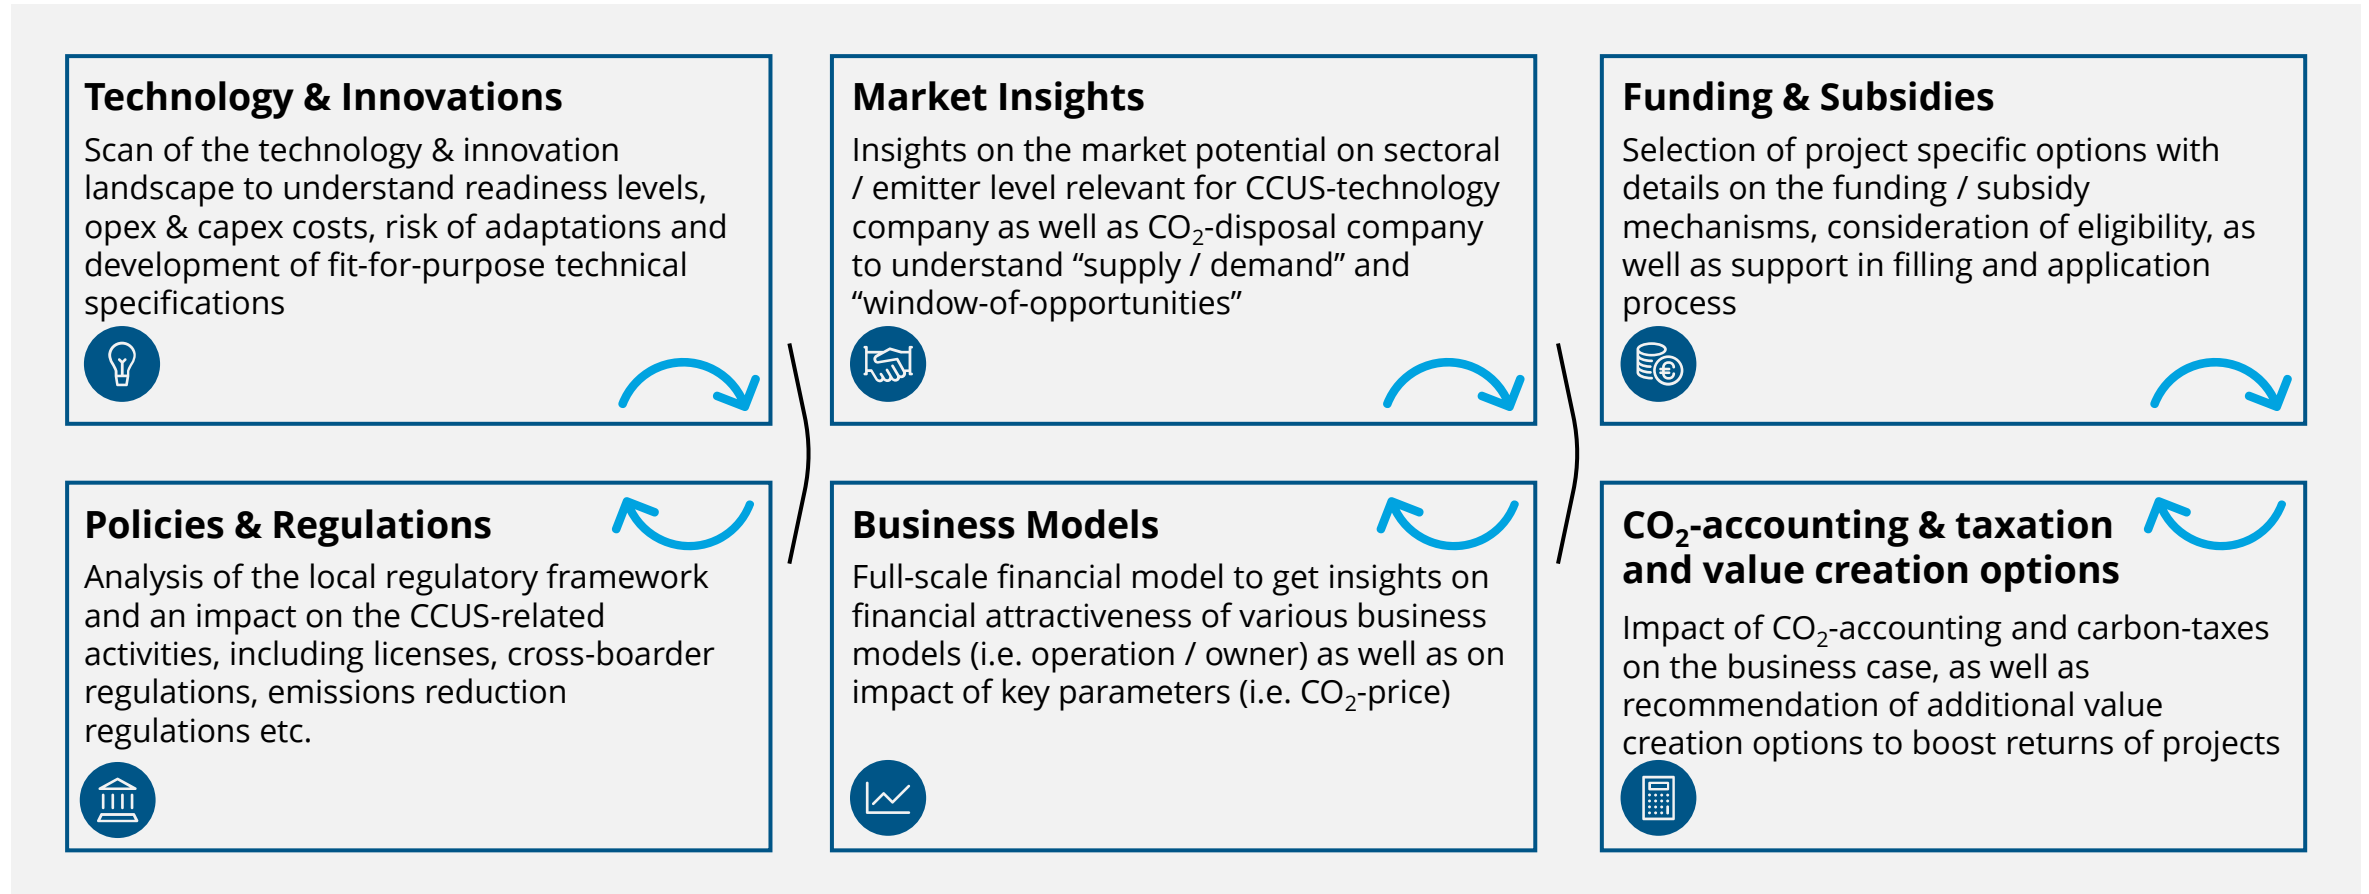 Technology & Innovations
Scan of the technology & innovation
landscape to understand readiness levels,
opex & capex costs, risk of adaptations and
development of fit-for-purpose technical
specifications
Market Insights
Insights on the market potential on sectoral
/ emitter level relevant for CCUS-technology
company as well as CO₂-disposal company
to understand “supply / demand” and
“window-of-opportunities”
Funding & Subsidies
Selection of project specific options with
details on the funding / subsidy
mechanisms, consideration of eligibility, as
well as support in filling and application
process
Policies & Regulations
Analysis of the local regulatory framework
and an impact on the CCUS-related
activities, including licenses, cross-boarder
regulations, emissions reduction
regulations etc.
Business Models
Full-scale financial model to get insights on
financial attractiveness of various business
models (i.e. operation / owner) as well as on
impact of key parameters (i.e. CO₂-price)
CO₂-accounting & taxation
and value creation options
Impact of CO₂-accounting and carbon-taxes
on the business case, as well as
recommendation of additional value
creation options to boost returns of projects